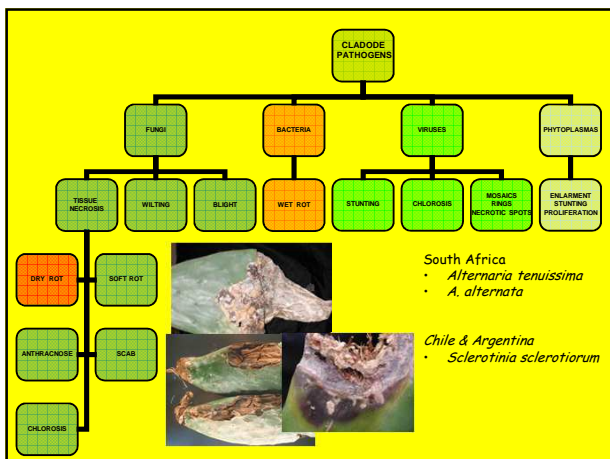 CLADODE
PATHOGENS
FUNGI
BACTERIA
VIRUSES
PHYTOPLASMAS
TISSUE
NECROSIS
WILTING
BLIGHT
WET ROT
STUNTING
CHLOROSIS
MOSAICS
RINGS
NECROTIC SPOTS
ENLARMENT
STUNTING
PROLIFERATION
DRY ROT
SOFT ROT
ANTHRACNOSE
SCAB
CHLOROSIS
South Africa
• Alternaria tenuissima
• A. alternata
Chile & Argentina
• Sclerotinia sclerotiorum